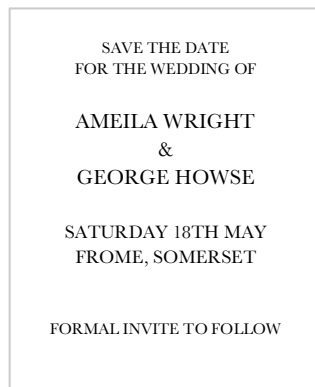 SAVE THE DATE
FOR THE WEDDING OF
AMEILA WRIGHT
&
GEORGE HOWSE
SATURDAY 18TH MAY
FROME, SOMERSET
FORMAL INVITE TO FOLLOW